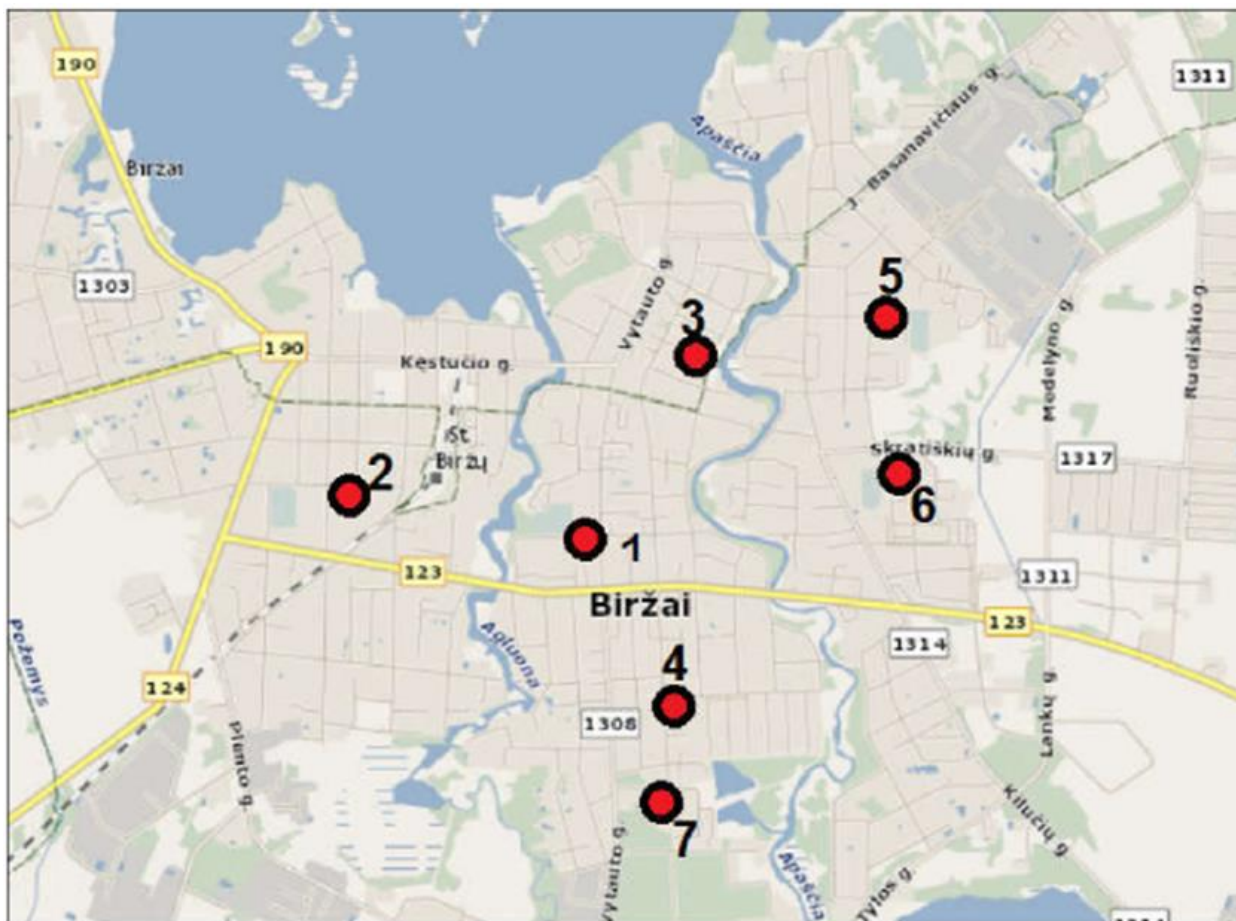 190
1311
Apaščia
J. Basanavičiaus g.
Biržai
1303
Vytauto g.
5
3
190
Kęstučio g.
Medelyno g.
Ruoliškio g.
St.
Biržų
2
skratiškių g.
1317
6
1
123
Biržai
1311
123
Požemys
Agluona
1314
4
124
1308
Plento g.
Lankų g.
7
Kilučių g.
Vytauto g.
Apaščia
Tylos g.